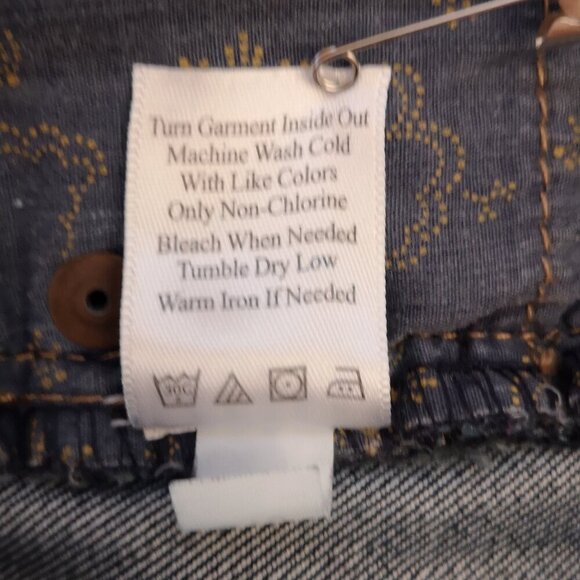 Turn Garment Inside Out
Machine Wash Cold
With Like Colors
Only Non-Chlorine
Bleach When Needed
Tumble Dry Low
Warm Iron If Needed
30C